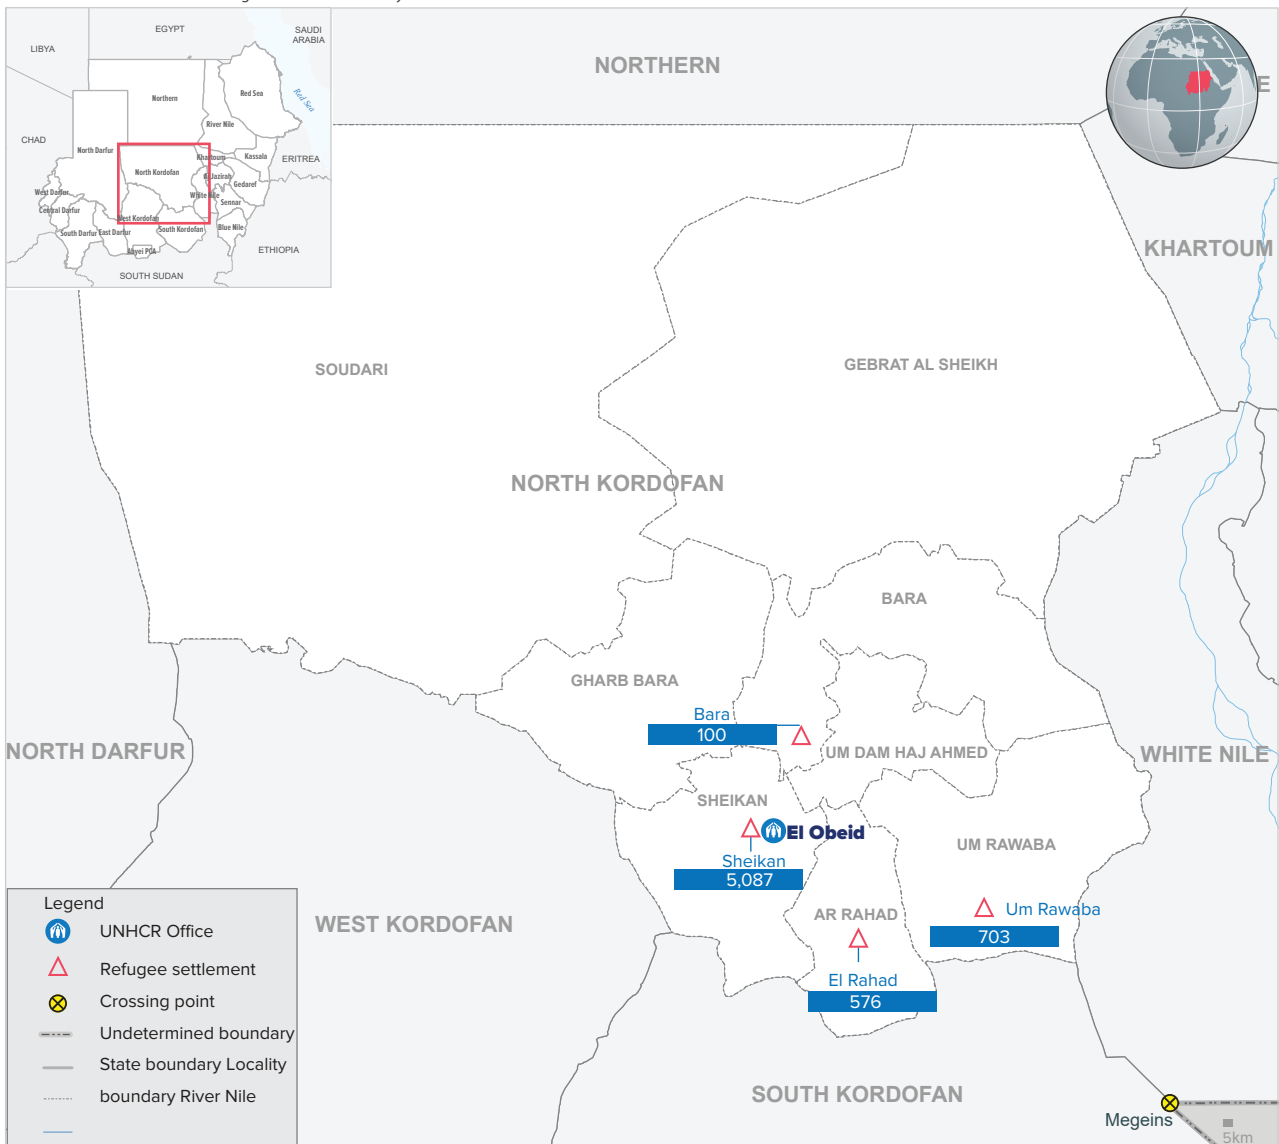 EGYPT
SAUDI
ARABIA
LIBYA
Red Sea
Northern
Red Sea
River Nile
CHAD
North Darfur
Khartoum
Kassala
ERITREA
North Kordofan
Al Jazirah
Gedaref
West Darfur
White Nile
Sennar
Central Darfur
West Kordofan
South Darfur
East Darfur
South Kordofan
Blue Nile
Abyei PCA
ETHIOPIA
SOUTH SUDAN
NORTHERN
E
KHARTOUM
SOUDARI
GEBRAT AL SHEIKH
NORTH KORDOFAN
BARA
GHARB BARA
Bara
100
NORTH DARFUR
UM DAM HAJ AHMED
WHITE NILE
SHEIKAN
El Obeid
UM RAWABA
Sheikan
5,087
WEST KORDOFAN
AR RAHAD
Um Rawaba
703
El Rahad
576
SOUTH KORDOFAN
Megeins
5km
Legend
UNHCR Office
Refugee settlement
Crossing point
Undetermined boundary
State boundary Locality
boundary River Nile